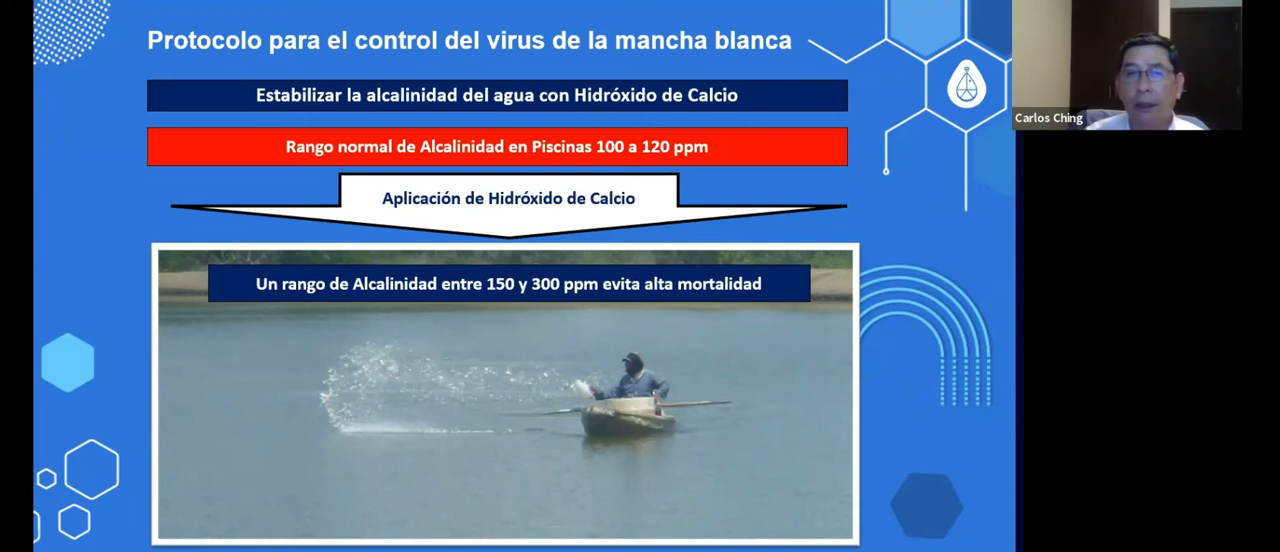 Protocolo para el control del virus de la mancha blanca
Estabilizar la alcalinidad del agua con Hidróxido de Calcio
Rango normal de Alcalinidad en Piscinas 100 a 120 ppm
Aplicación de Hidróxido de Calcio
Un rango de Alcalinidad entre 150 y 300 ppm evita alta mortalidad
Carlos Ching